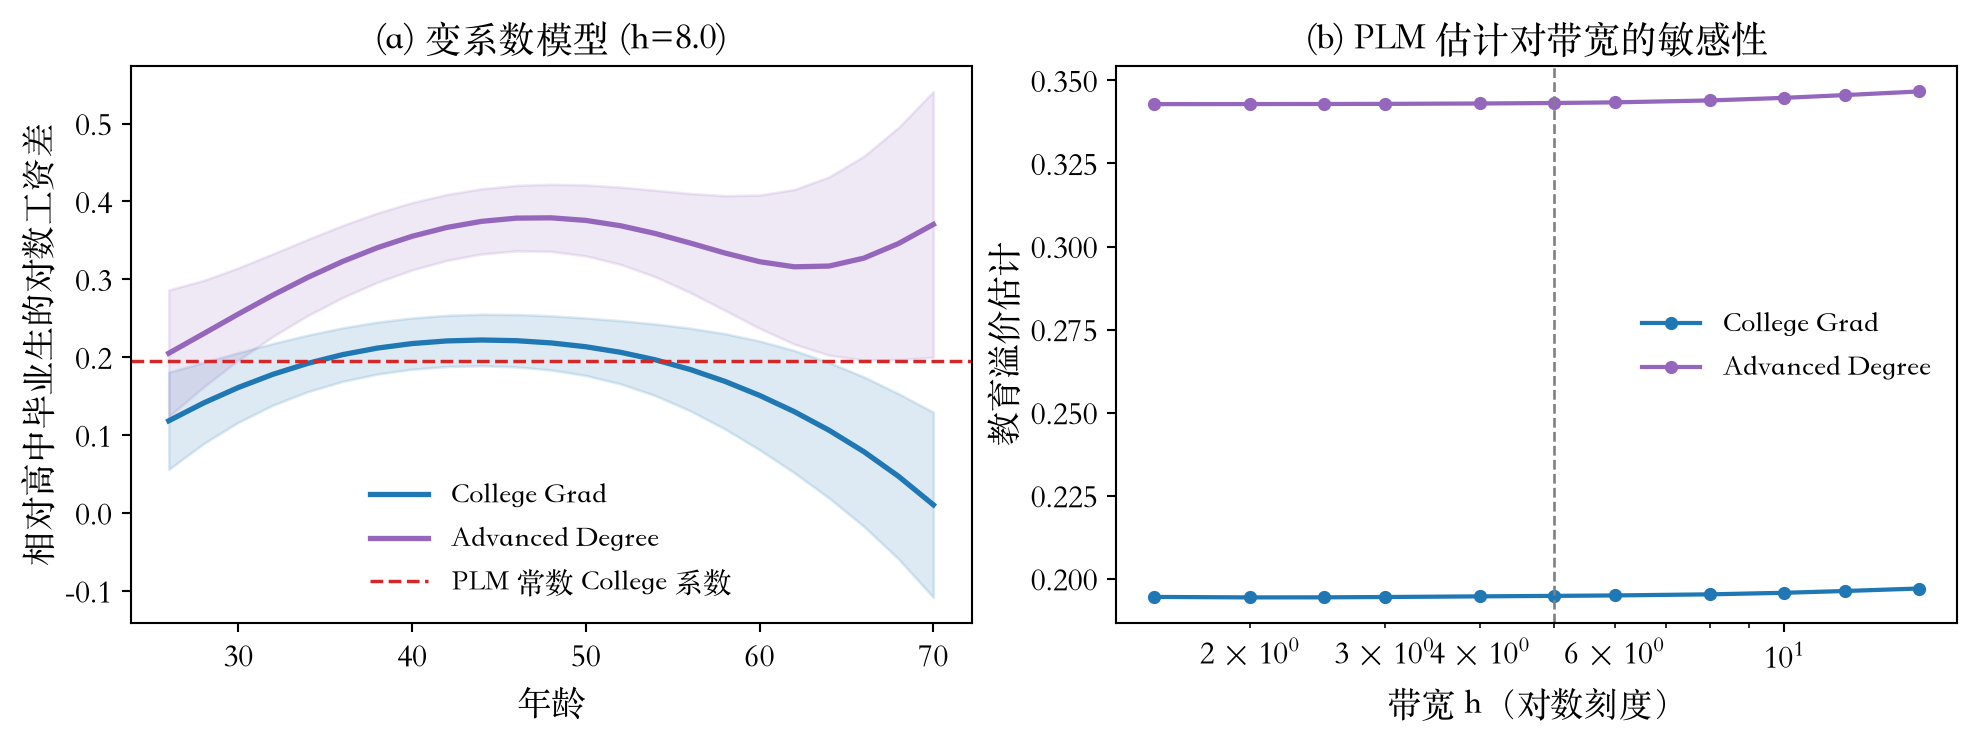 (a) 变系数模型 (h=8.0)
相对高中毕业生的对数工资差
0.5
0.4
0.3
0.2
0.1
0.0
-0.1
College Grad
Advanced Degree
PLM 常数 College 系数
30 40 50 60 70
年龄
(b) PLM 估计对带宽的敏感性
教育溢价估计
0.350
0.325
0.300
0.275
0.250
0.225
0.200
College Grad
Advanced Degree
2 × 10⁰ 3 × 10⁰ 4 × 10⁰ 6 × 10⁰ 10¹
带宽 h（对数刻度）